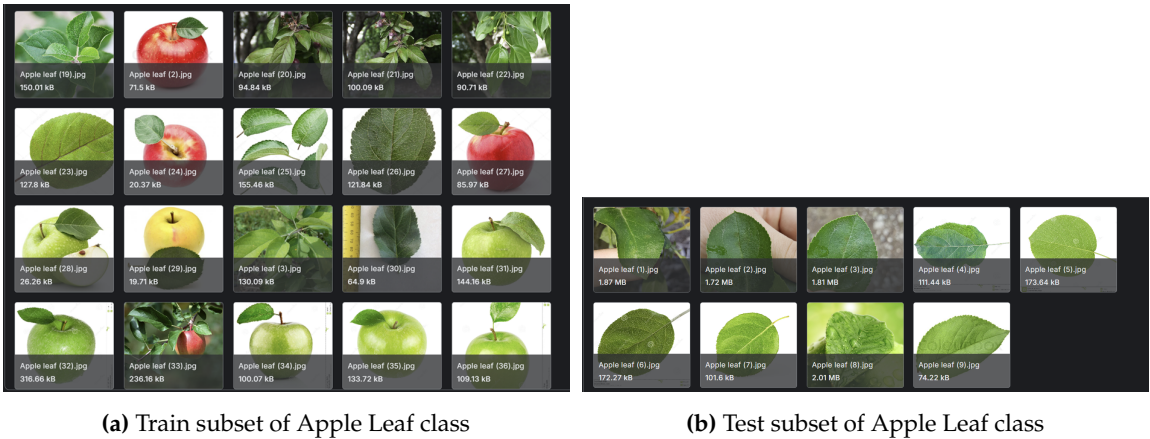 Apple leaf (19).jpg
150.01 kB
Apple leaf (2).jpg
71.5 kB
Apple leaf (20).jpg
94.84 kB
Apple leaf (21).jpg
100.09 kB
Apple leaf (22).jpg
90.71 kB
Apple leaf (23).jpg
127.8 kB
Apple leaf (24).jpg
20.37 kB
Apple leaf (25).jpg
155.46 kB
Apple leaf (26).jpg
121.84 kB
Apple leaf (27).jpg
85.97 kB
Apple leaf (28).jpg
26.26 kB
Apple leaf (29).jpg
19.71 kB
Apple leaf (3).jpg
130.09 kB
Apple leaf (30).jpg
64.9 kB
Apple leaf (31).jpg
144.16 kB
Apple leaf (32).jpg
316.66 kB
Apple leaf (33).jpg
236.16 kB
Apple leaf (34).jpg
100.07 kB
Apple leaf (35).jpg
133.72 kB
Apple leaf (36).jpg
109.13 kB
(a) Train subset of Apple Leaf class
Apple leaf (1).jpg
1.87 MB
Apple leaf (2).jpg
1.72 MB
Apple leaf (3).jpg
1.81 MB
Apple leaf (4).jpg
111.44 kB
Apple leaf (5).jpg
173.64 kB
Apple leaf (6).jpg
172.27 kB
Apple leaf (7).jpg
101.6 kB
Apple leaf (8).jpg
2.01 MB
Apple leaf (9).jpg
74.22 kB
(b) Test subset of Apple Leaf class